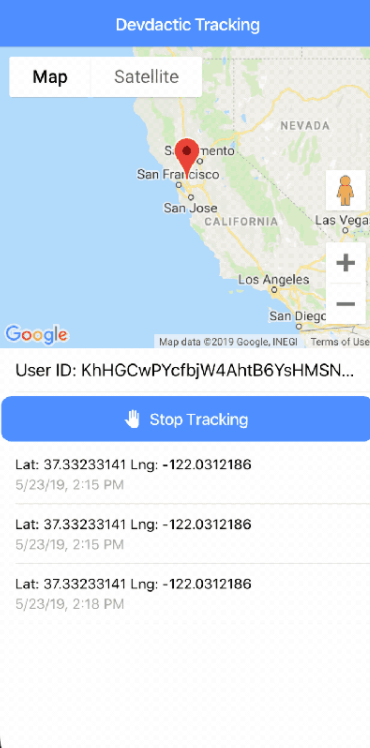 Devdactic Tracking
Map Satellite
NEVADA
San Francisco
San Jose
CALIFORNIA
Las Vega
Los Angeles
San Diego
Google
Map data ©2019 Google, INEGI Terms of Use
User ID: KhHGCwPYcfbjW4AhtB6YsHMSN...
Stop Tracking
Lat: 37.33233141 Lng: -122.0312186
5/23/19, 2:15 PM
Lat: 37.33233141 Lng: -122.0312186
5/23/19, 2:15 PM
Lat: 37.33233141 Lng: -122.0312186
5/23/19, 2:18 PM